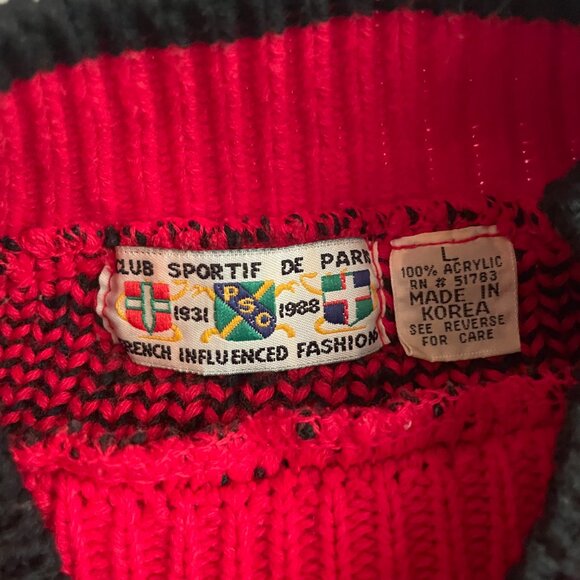 CLUB SPORTIF DE PARI
1931 PSC 1988
FRENCH INFLUENCED FASHIONS
L
100% ACRYLIC
RN # 51763
MADE IN
KOREA
SEE REVERSE
FOR CARE